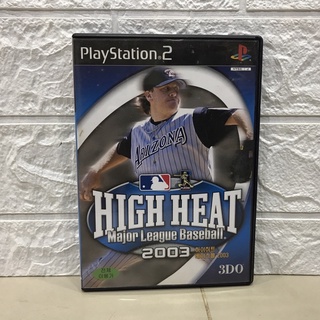 PlayStation 2
ARIZONA
HIGH HEAT
Major League Baseball
2003
3DO